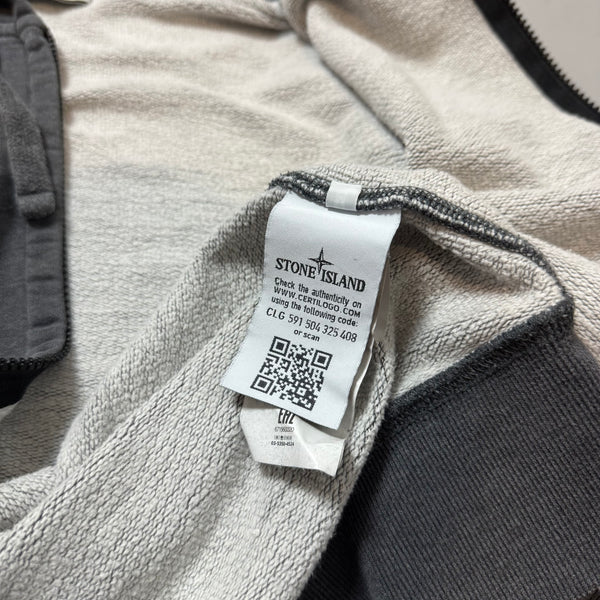 STONE ISLAND
Check the authenticity on
WWW.CERTILOGO.COM
using the following code:
CLG 591 504 325 408
or scan
EAC